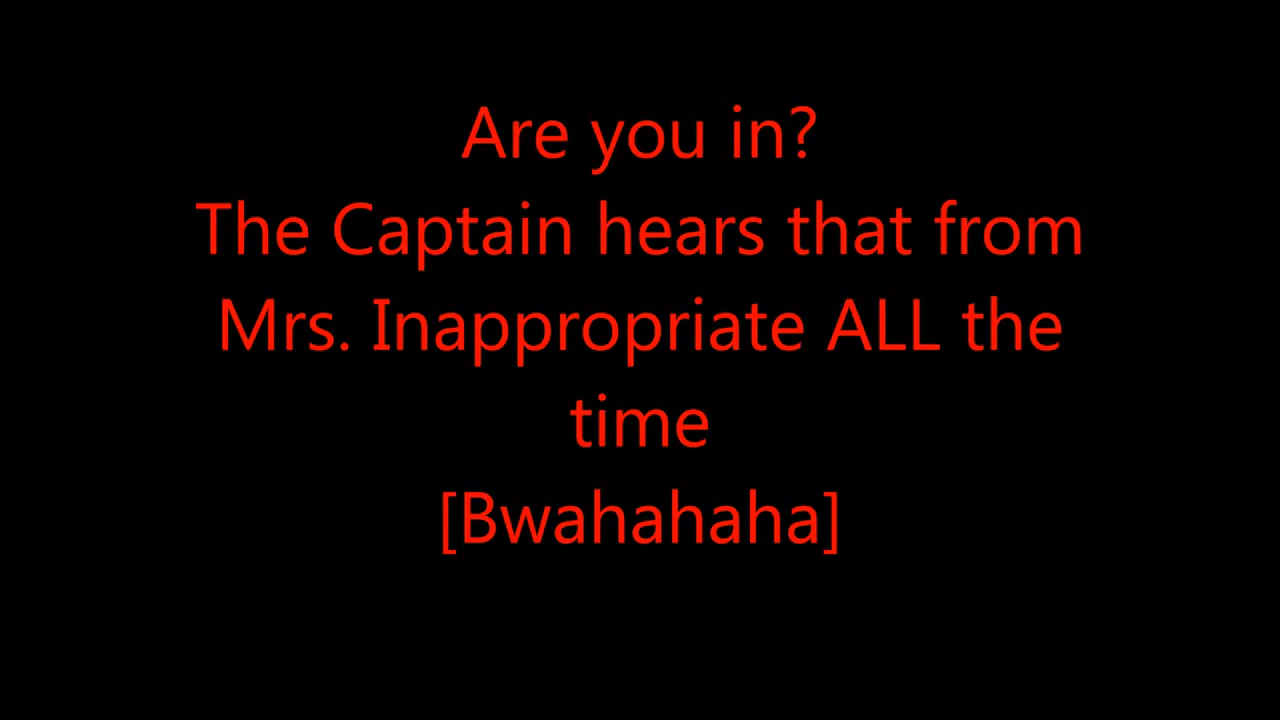 Are you in?
The Captain hears that from
Mrs. Inappropriate ALL the
time
[Bwahahaha]